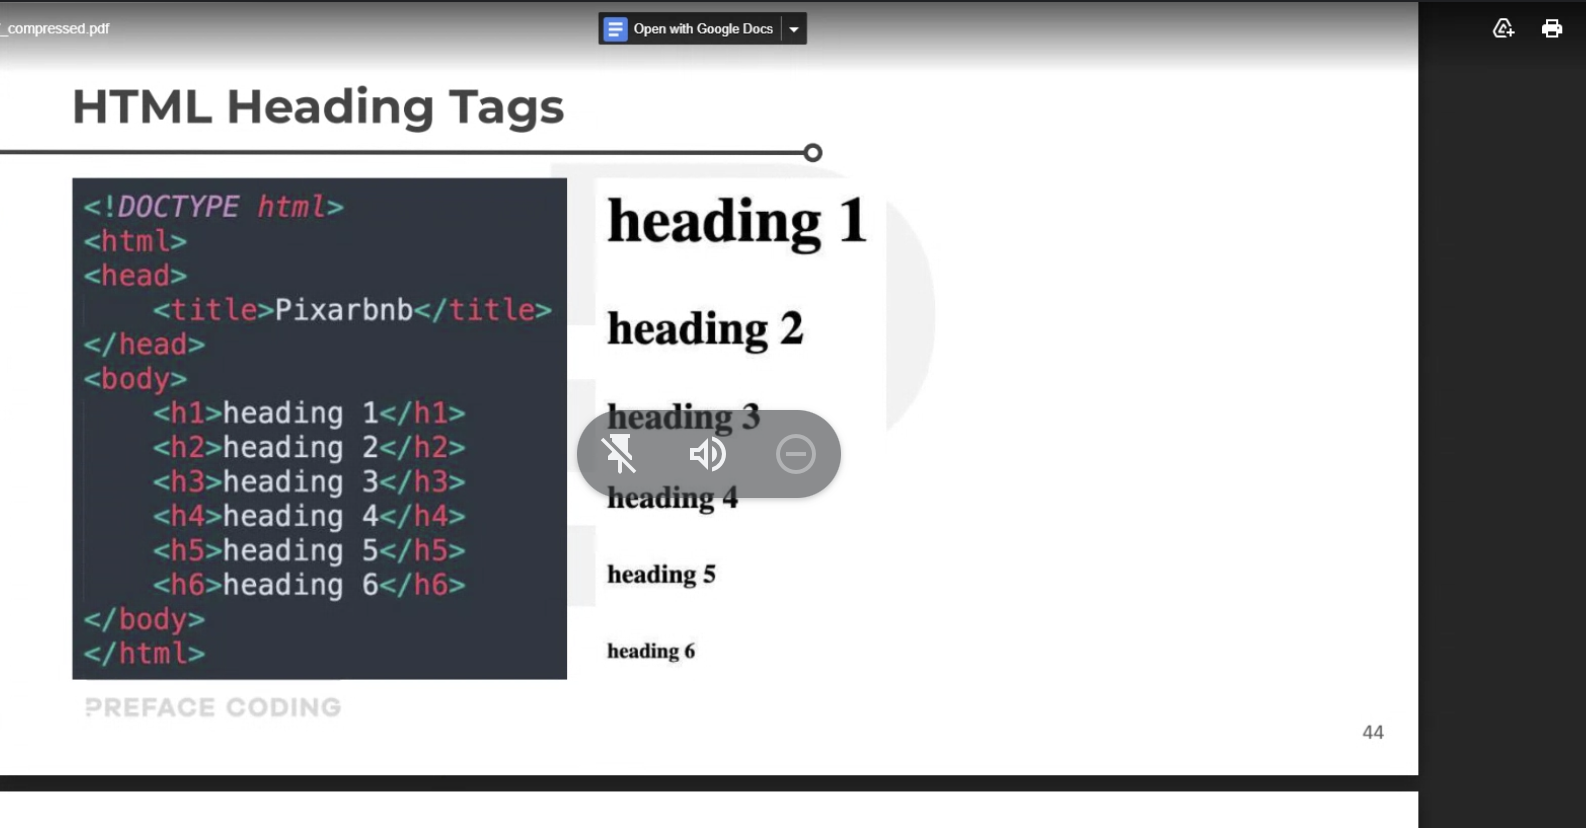 _compressed.pdf
Open with Google Docs
HTML Heading Tags
<!DOCTYPE html>
<html>
<head>
    <title>Pixarbnb</title>
</head>
<body>
    <h1>heading 1</h1>
    <h2>heading 2</h2>
    <h3>heading 3</h3>
    <h4>heading 4</h4>
    <h5>heading 5</h5>
    <h6>heading 6</h6>
</body>
</html>
heading 1
heading 2
heading 3
heading 4
heading 5
heading 6
PREFACE CODING
44